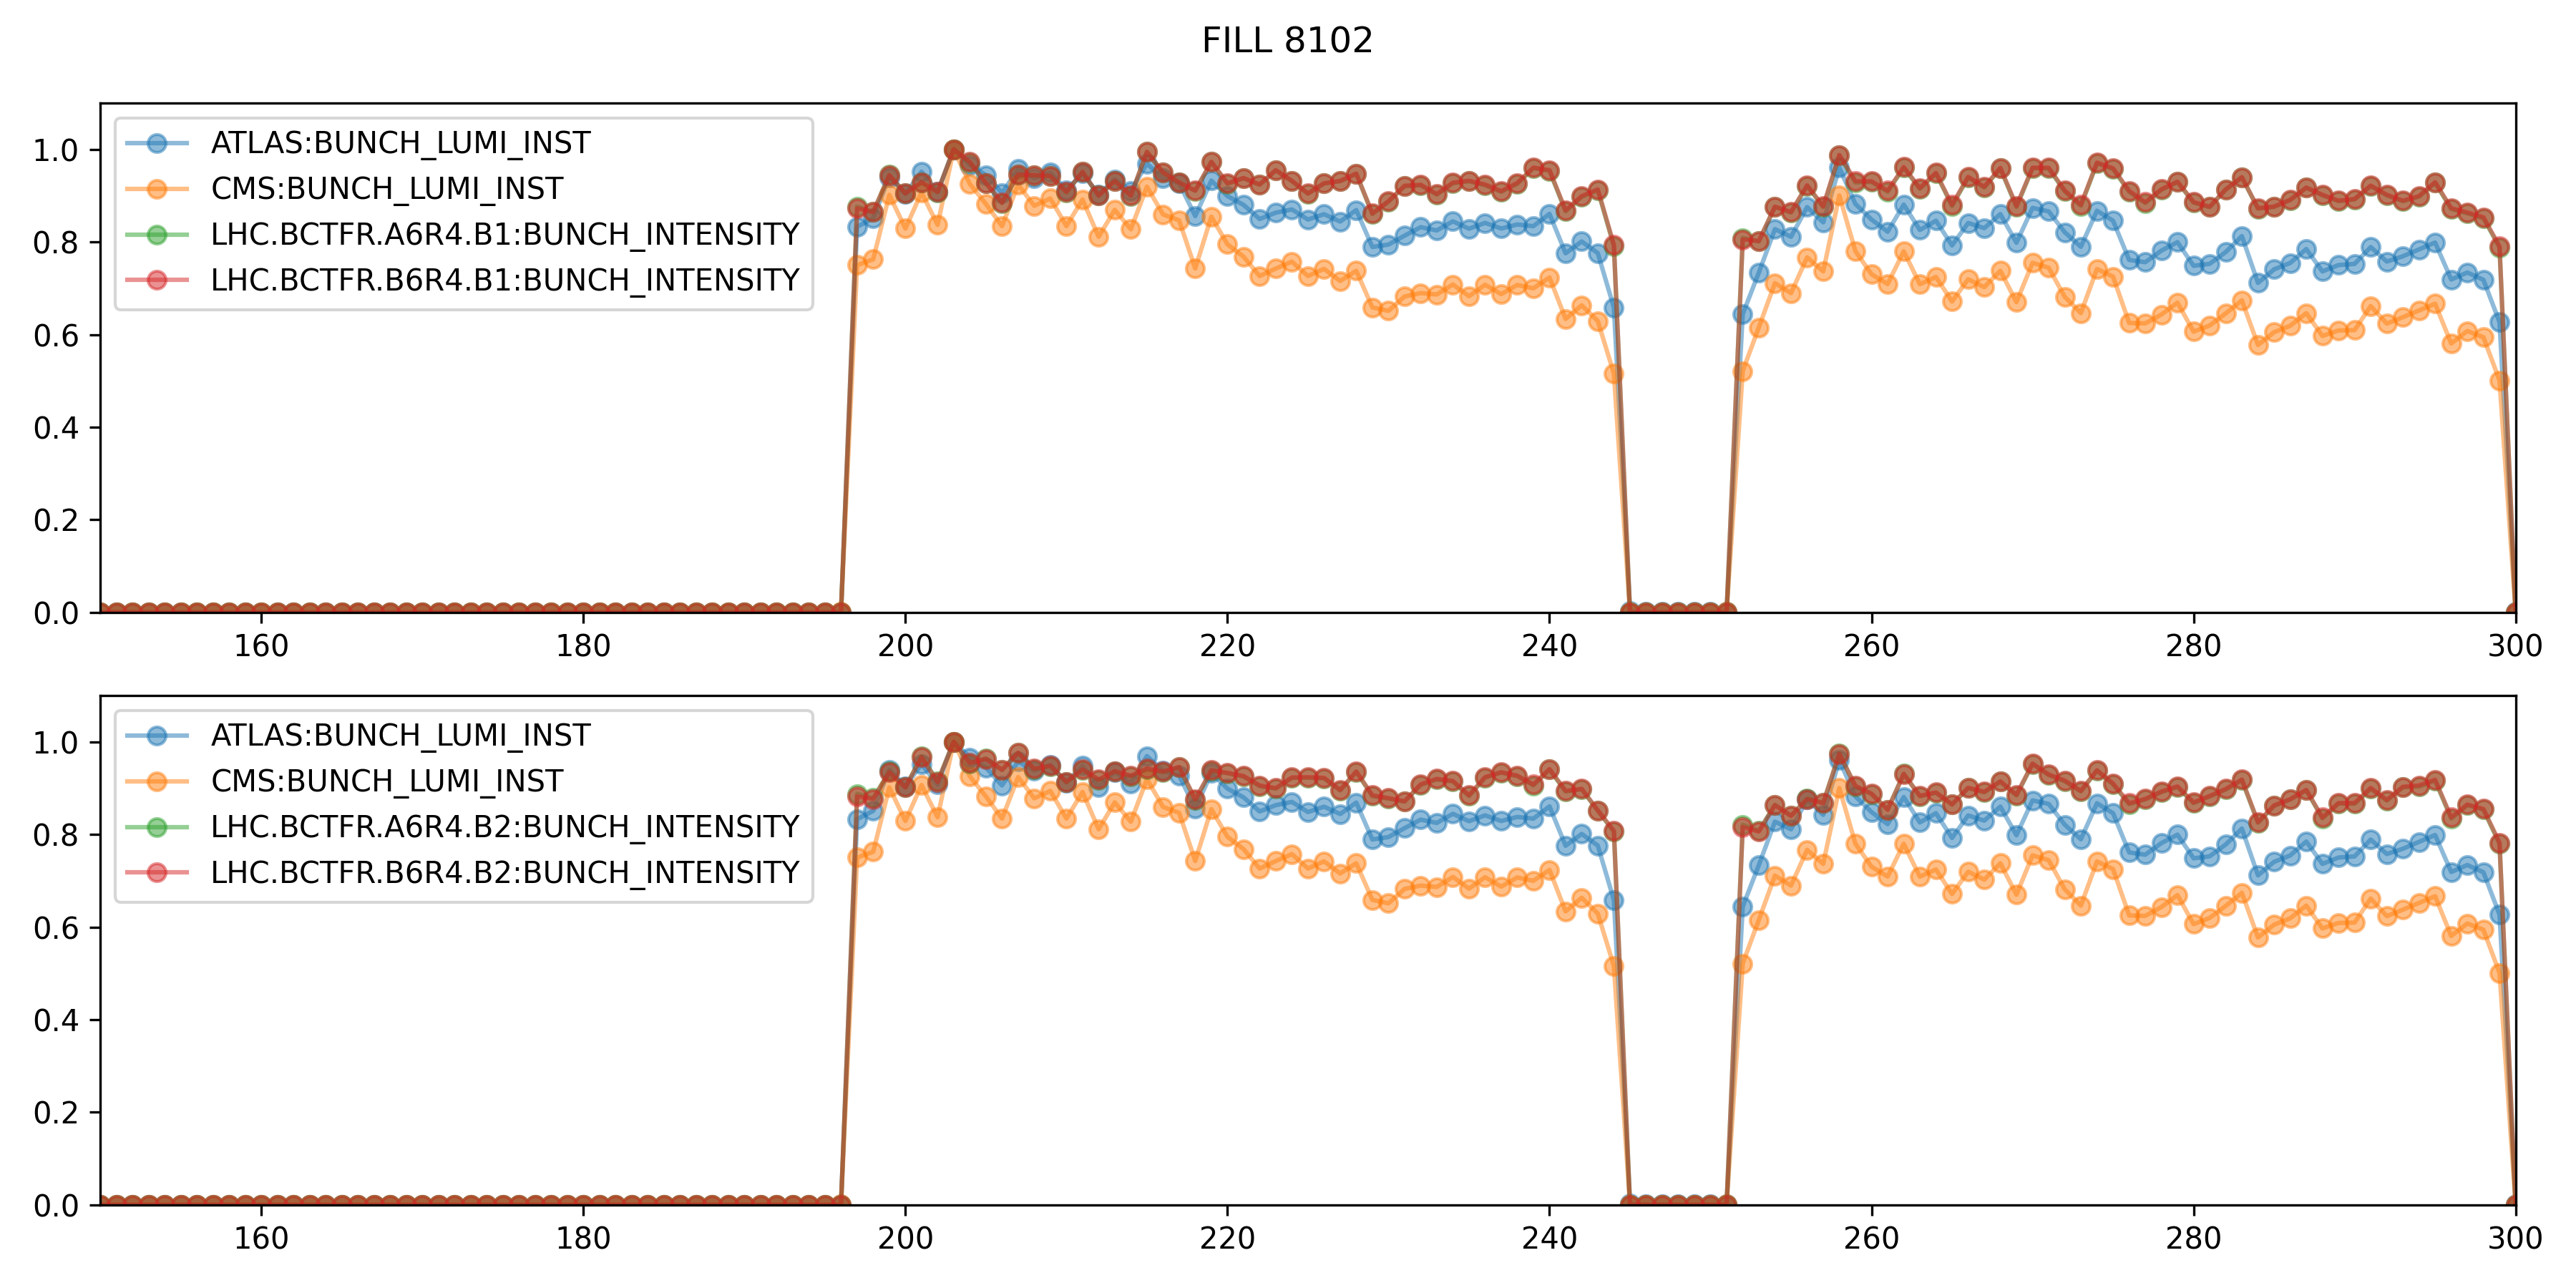 FILL 8102
ATLAS:BUNCH_LUMI_INST
CMS:BUNCH_LUMI_INST
LHC.BCTFR.A6R4.B1:BUNCH_INTENSITY
LHC.BCTFR.B6R4.B1:BUNCH_INTENSITY
1.0
0.8
0.6
0.4
0.2
0.0
160 180 200 220 240 260 280 300
ATLAS:BUNCH_LUMI_INST
CMS:BUNCH_LUMI_INST
LHC.BCTFR.A6R4.B2:BUNCH_INTENSITY
LHC.BCTFR.B6R4.B2:BUNCH_INTENSITY
1.0
0.8
0.6
0.4
0.2
0.0
160 180 200 220 240 260 280 300